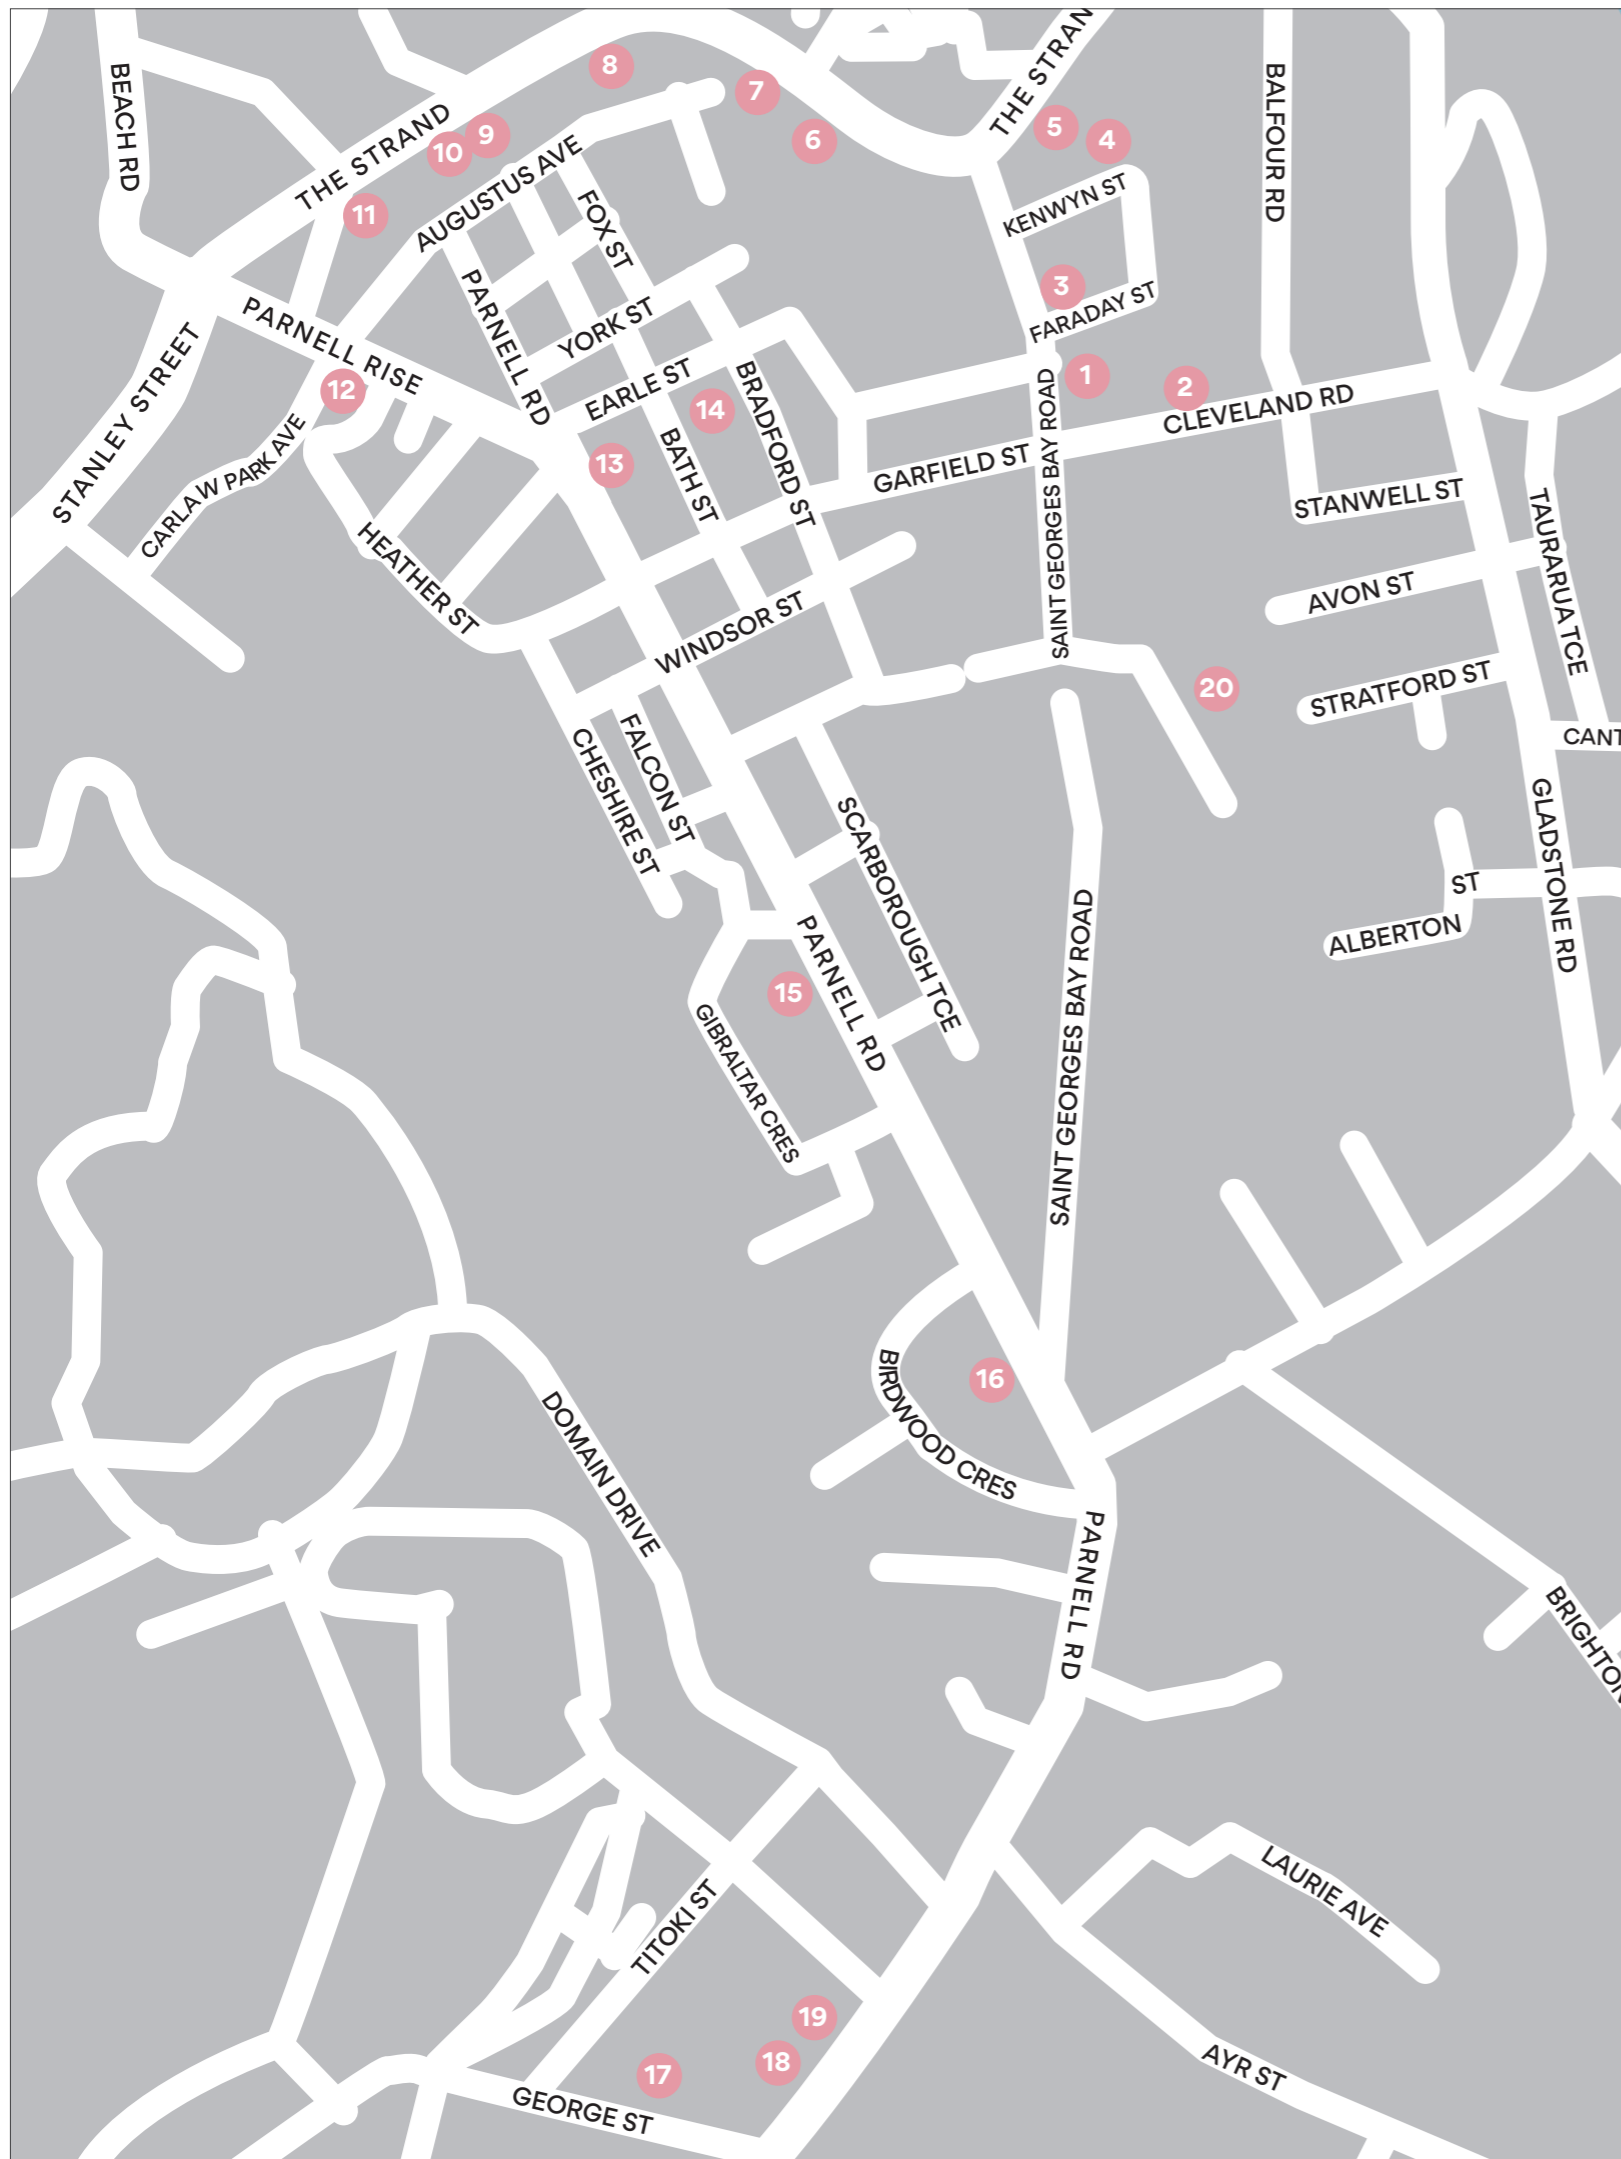 THE STRAN
BEACH RD
8
7
BALFOUR RD
THE STRAND
9
10
6
5
4
AUGUSTUS AVE
11
FOX ST
KENWYN ST
3
FARADAY ST
PARNELL RD
YORK ST
PARNELL RISE
STANLEY STREET
12
EARLE ST
14
BRADFORD ST
1
2
CLEVELAND RD
CARLAW PARK AVE
13
BATH ST
GARFIELD ST
SAINT GEORGES BAY ROAD
STANWELL ST
TAURARUA TCE
HEATHER ST
WINDSOR ST
AVON ST
20
STRATFORD ST
CANT
CHESHIRE ST
FALCON ST
SCARBOROUGH TCE
GLADSTONE RD
ST
ALBERTON
PARNELL RD
15
GIBRALTAR CRES
SAINT GEORGES BAY ROAD
BIRDWOOD CRES
16
DOMAIN DRIVE
PARNELL RD
BRIGHTON
LAURIE AVE
TITOKI ST
19
18
17
GEORGE ST
AYR ST